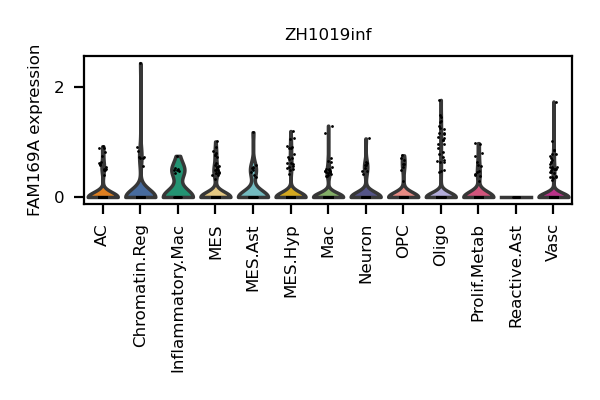 ZH1019inf
FAM169A expression
2
0
AC
Chromatin.Reg
Inflammatory.Mac
MES
MES.Ast
MES.Hyp
Mac
Neuron
OPC
Oligo
Prolif.Metab
Reactive.Ast
Vasc